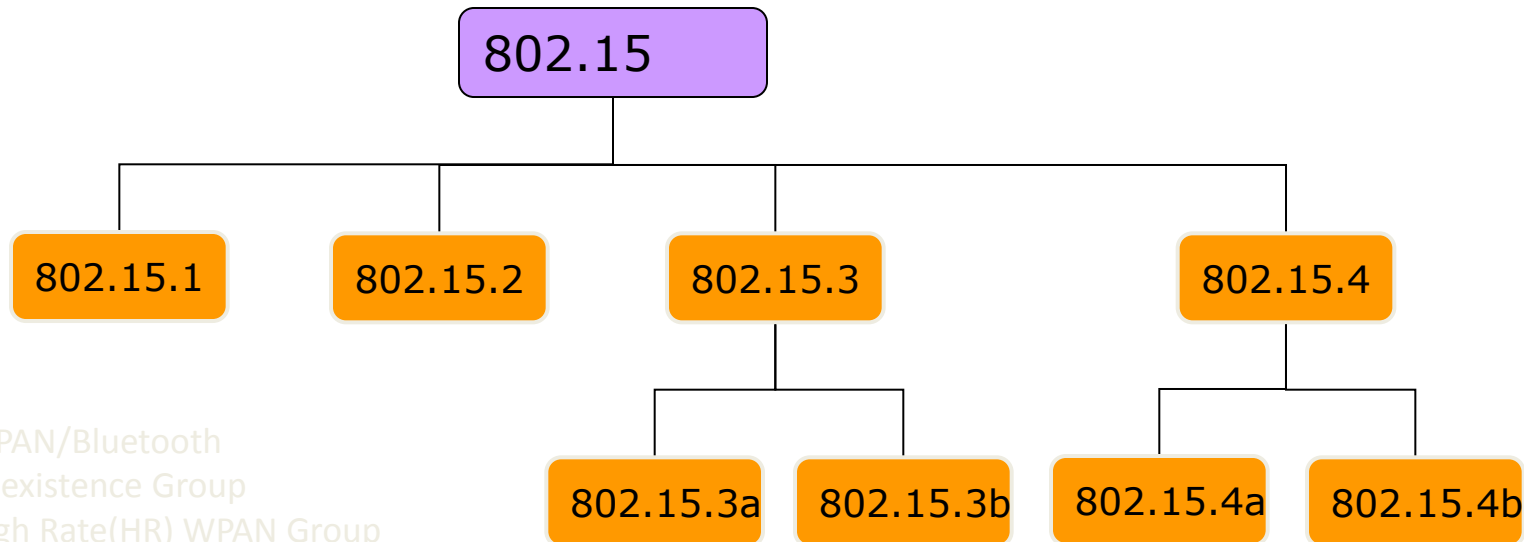 802.15
802.15.1 802.15.2 802.15.3 802.15.4
PAN/Bluetooth
existence Group
802.15.3a 802.15.3b 802.15.4a 802.15.4b
gh Rate(HR) WPAN Group